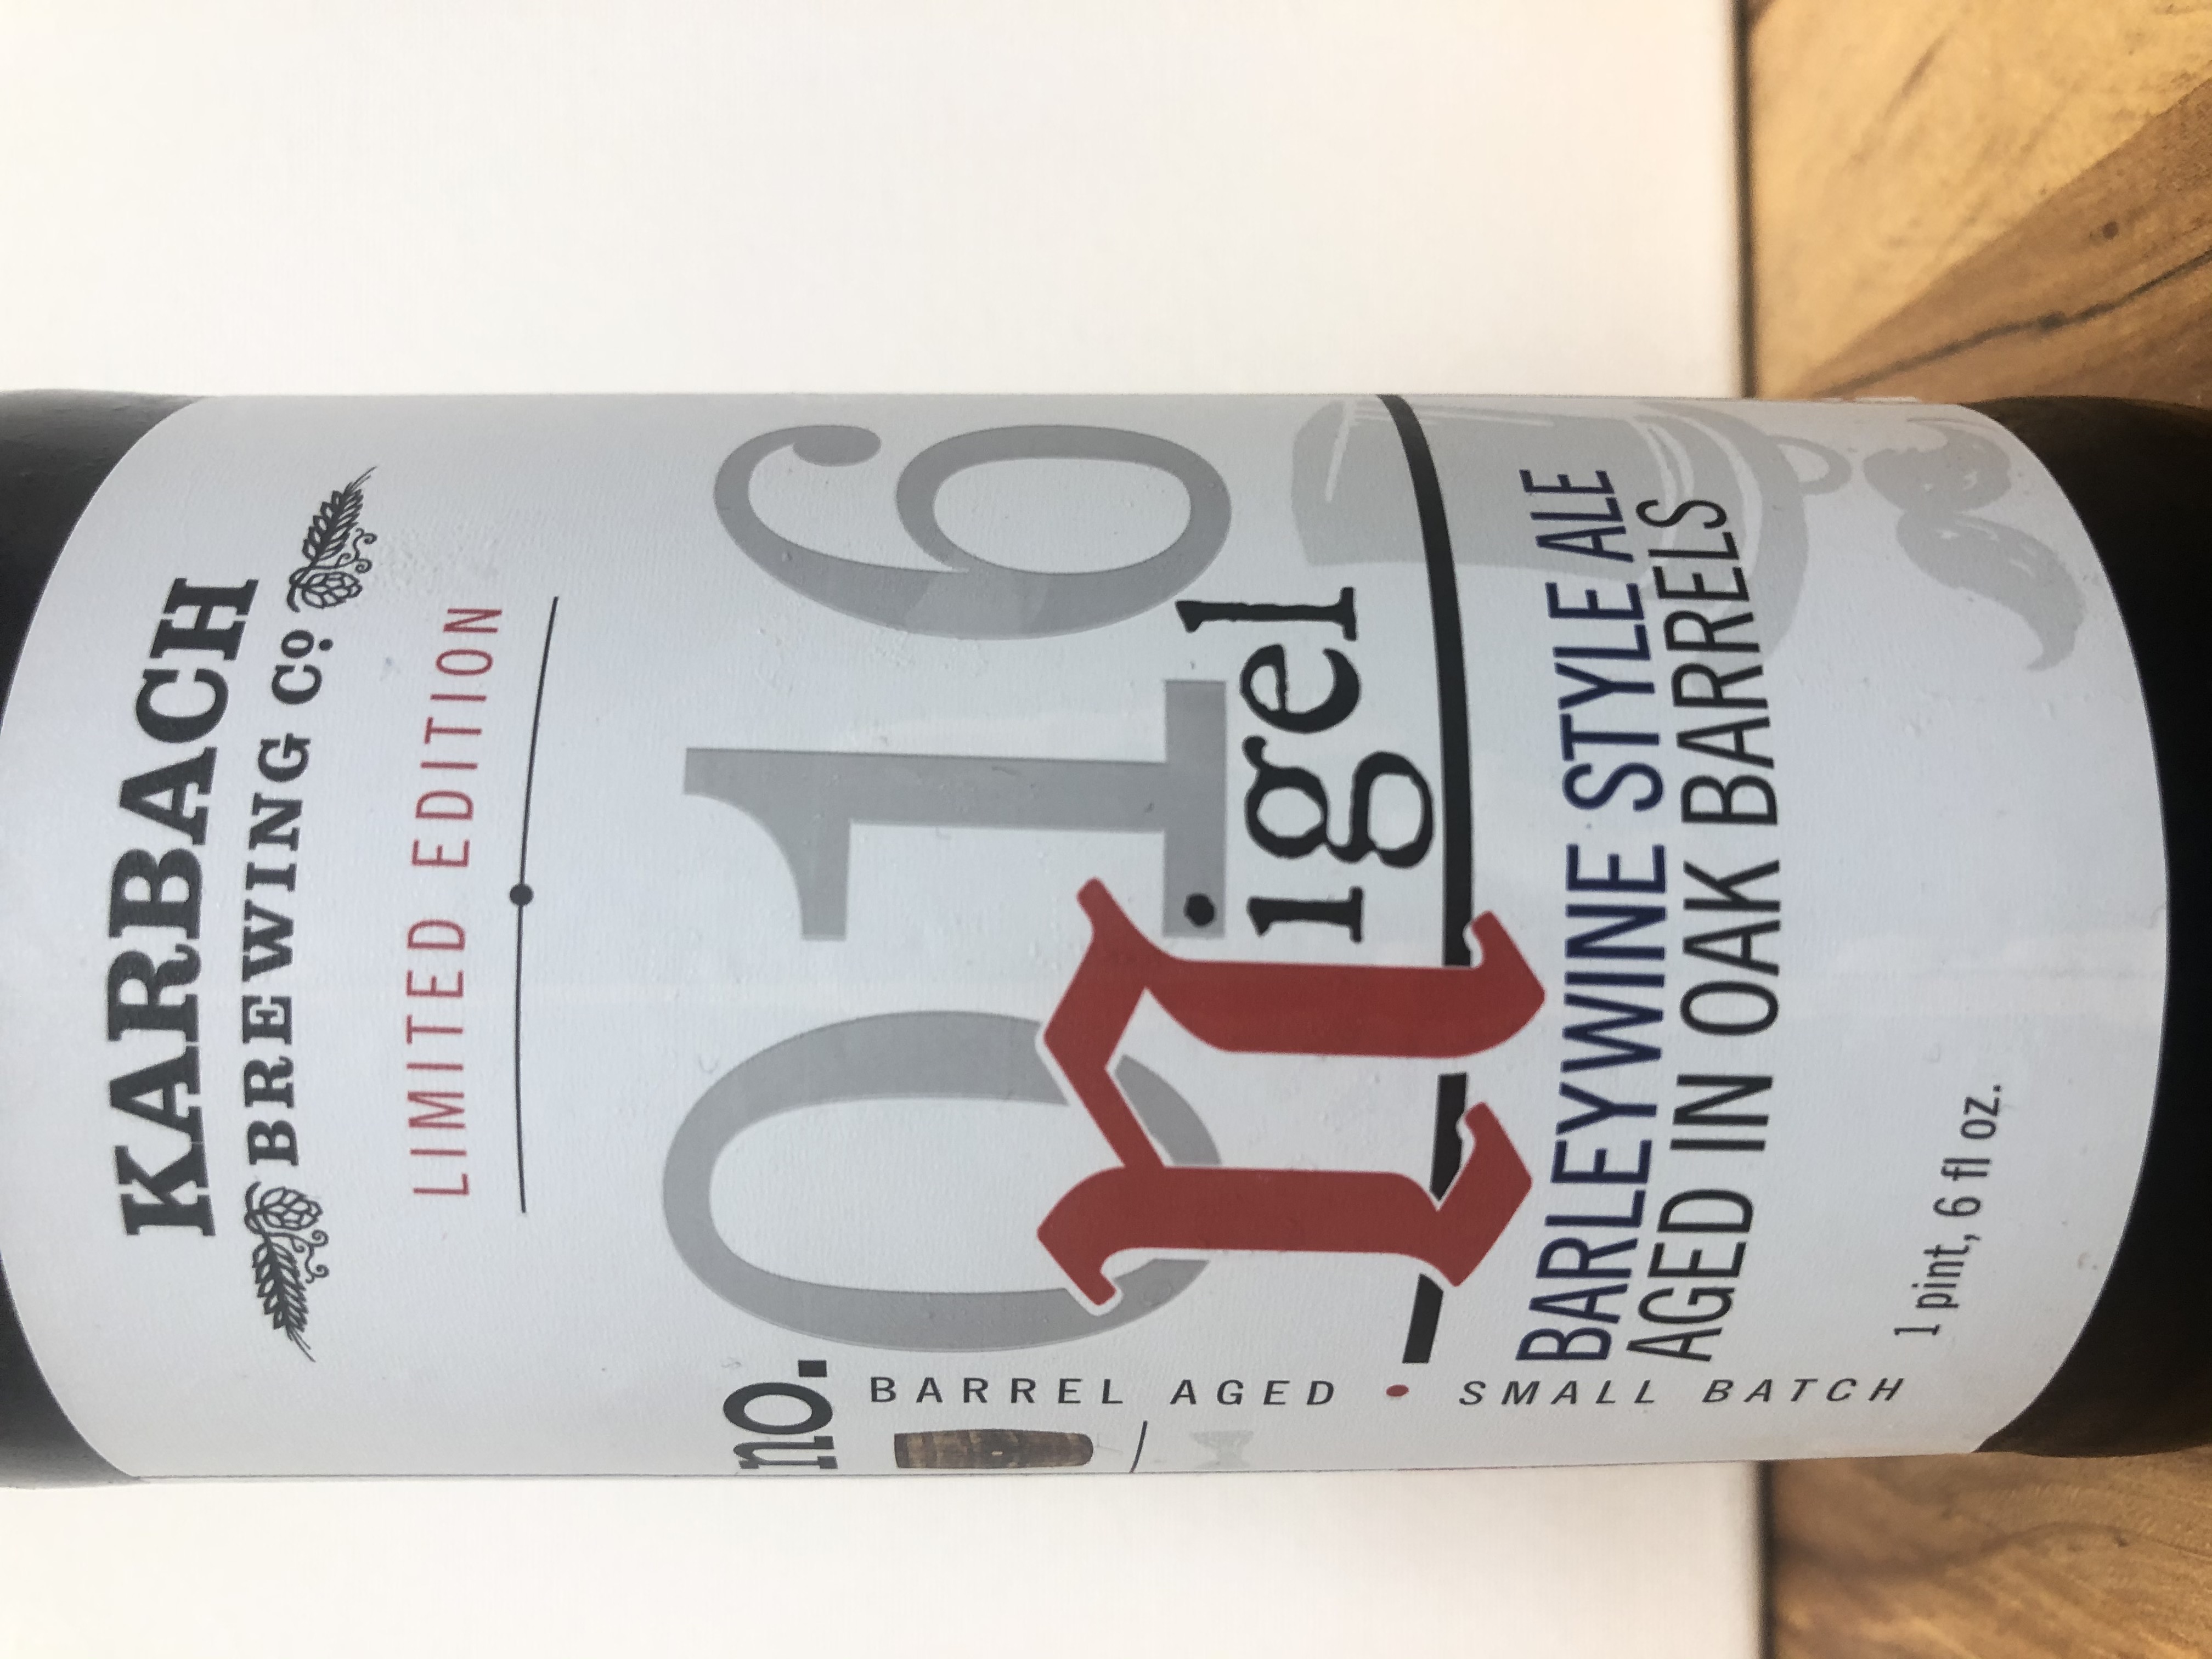 KARBACH
BREWING Cº
LIMITED EDITION
no. 016
Nigel
BARLEYWINE STYLE ALE
AGED IN OAK BARRELS
1 pint, 6 fl oz.
BARREL AGED • SMALL BATCH